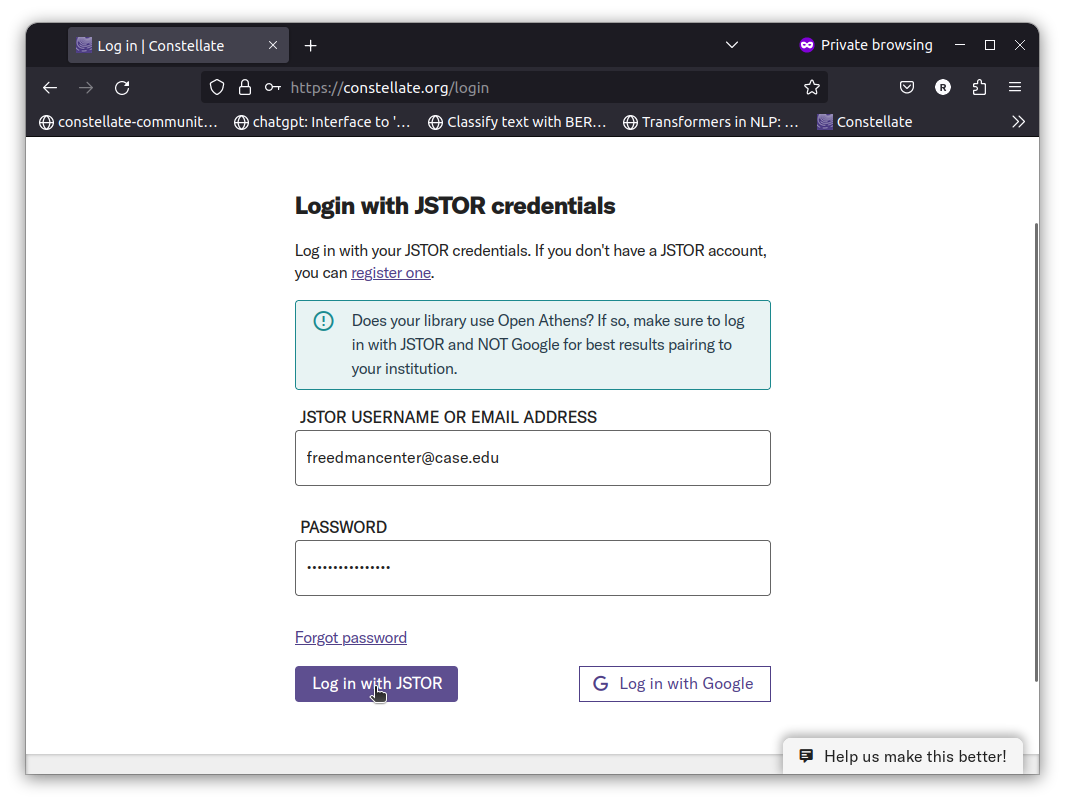 Log in | Constellate
Private browsing
https://constellate.org/login
R
constellate-communit…
chatgpt: Interface to '…
Classify text with BER…
Transformers in NLP: …
Constellate
Login with JSTOR credentials
Log in with your JSTOR credentials. If you don't have a JSTOR account,
you can register one.
Does your library use Open Athens? If so, make sure to log
in with JSTOR and NOT Google for best results pairing to
your institution.
JSTOR USERNAME OR EMAIL ADDRESS
freedmancenter@case.edu
PASSWORD
••••••••••••••••
Forgot password
Log in with JSTOR
G Log in with Google
Help us make this better!